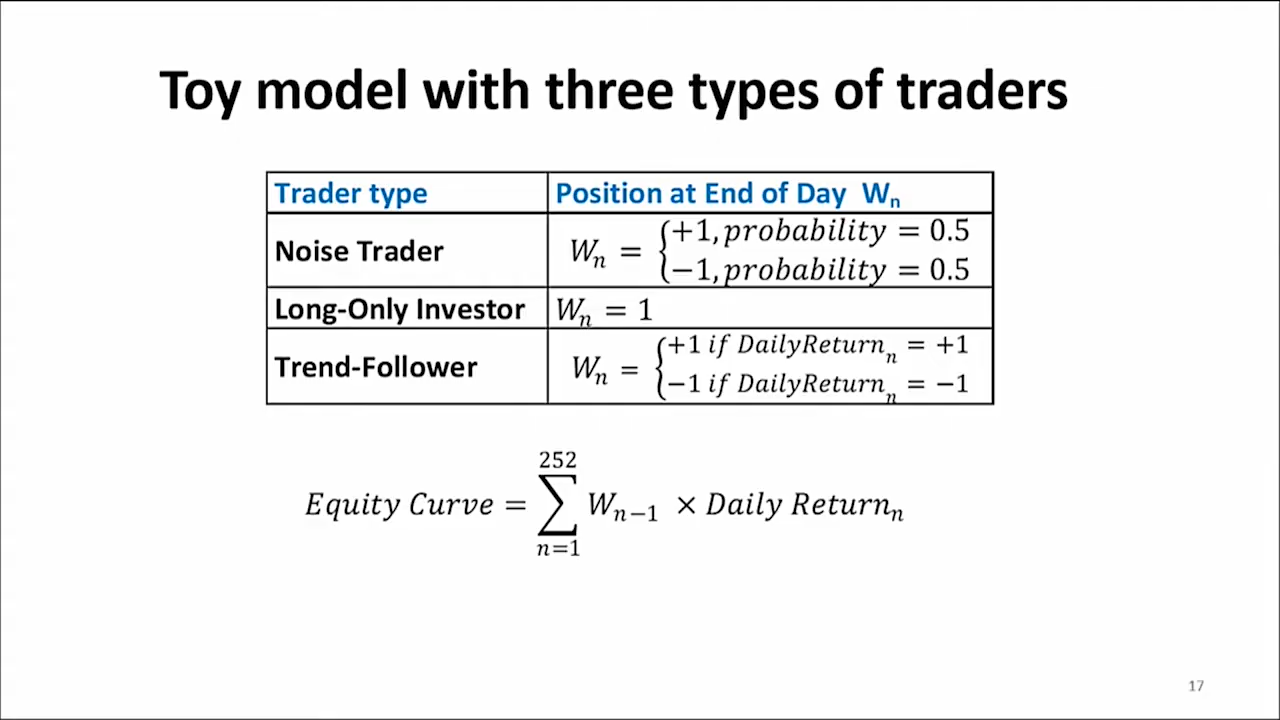 Toy model with three types of traders
Trader type Position at End of Day Wₙ
Noise Trader Wₙ = {+1, probability = 0.5
−1, probability = 0.5
Long-Only Investor Wₙ = 1
Trend-Follower Wₙ = {+1 if DailyReturnₙ = +1
−1 if DailyReturnₙ = −1
252
Equity Curve = ∑ Wₙ₋₁ × Daily Returnₙ
n=1
17